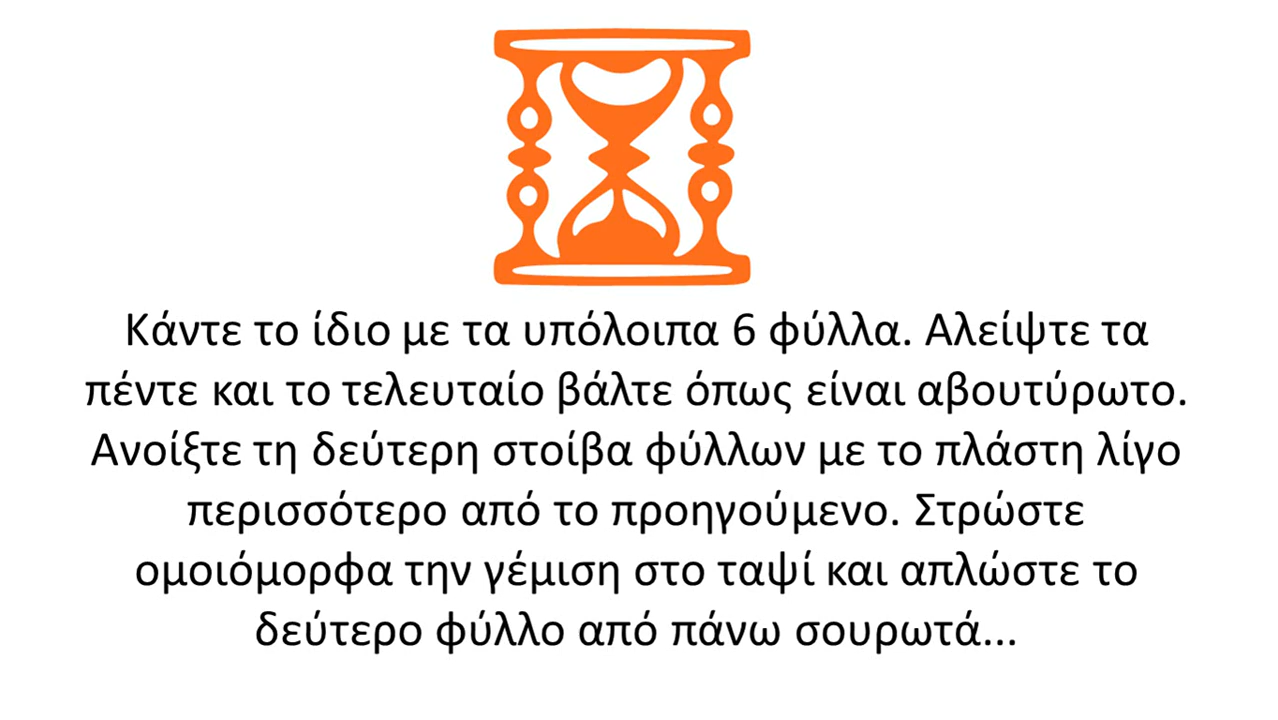 Κάντε το ίδιο με τα υπόλοιπα 6 φύλλα. Αλείψτε τα
πέντε και το τελευταίο βάλτε όπως είναι αβουτύρωτο.
Ανοίξτε τη δεύτερη στοίβα φύλλων με το πλάστη λίγο
περισσότερο από το προηγούμενο. Στρώστε
ομοιόμορφα την γέμιση στο ταψί και απλώστε το
δεύτερο φύλλο από πάνω σουρωτά...